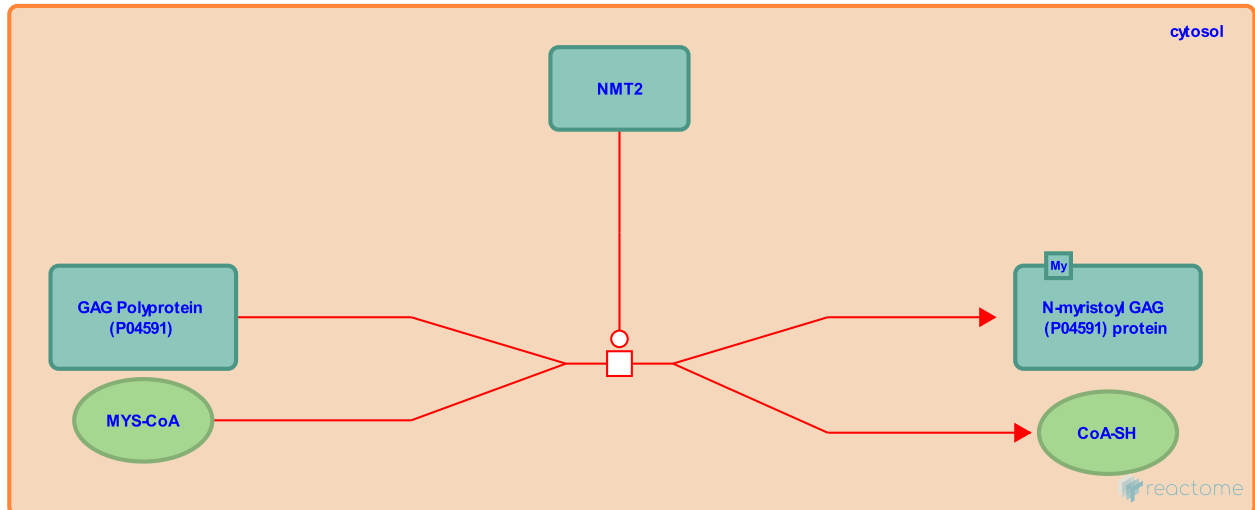 cytosol
NMT2
My
GAG Polyprotein
(P04591)
N-myristoyl GAG
(P04591) protein
MYS-CoA
CoA-SH
reactome